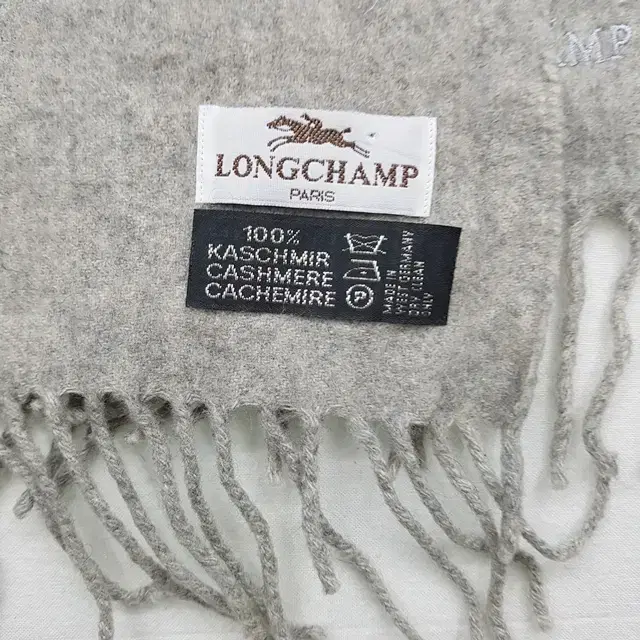 MP
LONGCHAMP
PARIS
100%
KASCHMIR
CASHMERE
CACHEMIRE
P
MADE IN
WEST GERMANY
DRY CLEAN
ONLY